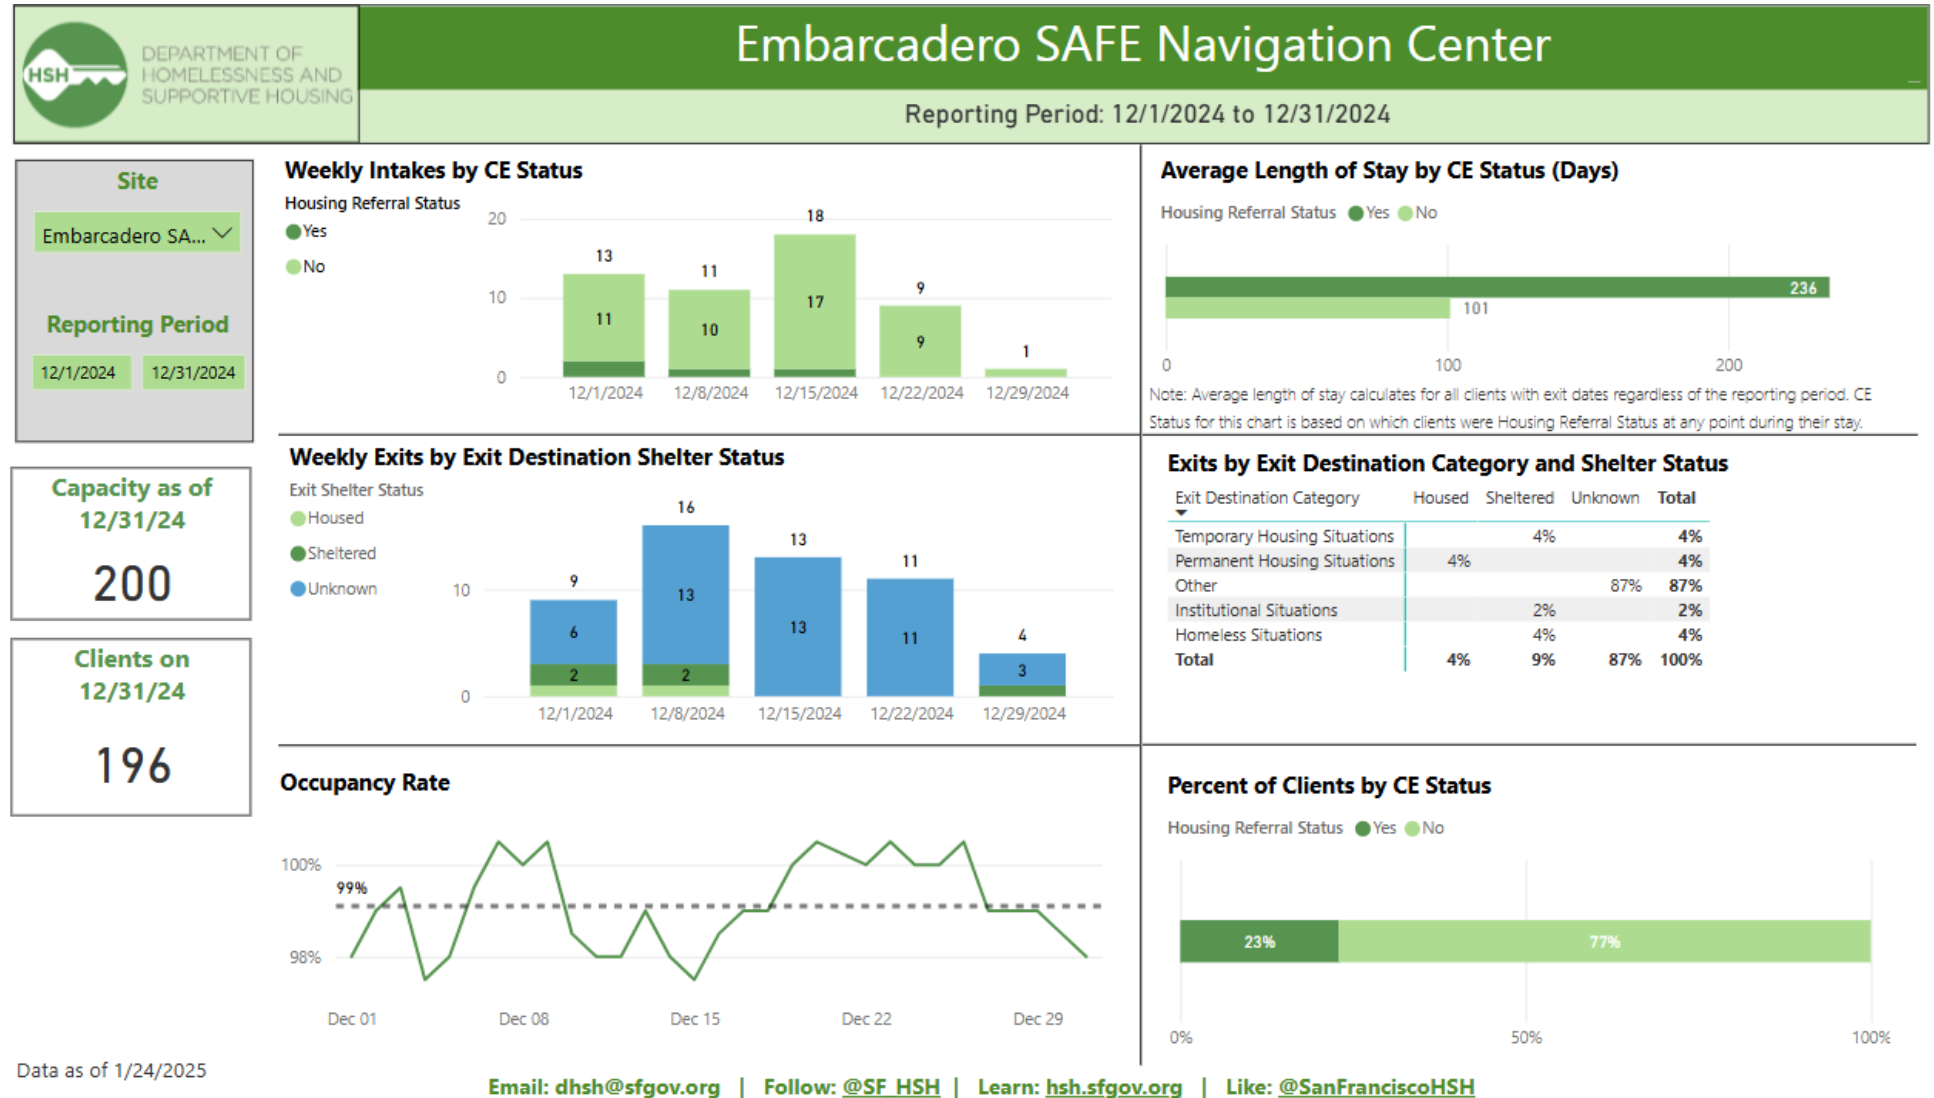 HSH
DEPARTMENT OF
HOMELESSNESS AND
SUPPORTIVE HOUSING
Embarcadero SAFE Navigation Center
Reporting Period: 12/1/2024 to 12/31/2024
Site
Embarcadero SA...
Reporting Period
12/1/2024 12/31/2024
Capacity as of
12/31/24
200
Clients on
12/31/24
196
Weekly Intakes by CE Status
Housing Referral Status
Yes
No
20
10
0
13
11
11
10
18
17
9
9
1
12/1/2024 12/8/2024 12/15/2024 12/22/2024 12/29/2024
Average Length of Stay by CE Status (Days)
Housing Referral Status Yes No
236
101
0 100 200
Note: Average length of stay calculates for all clients with exit dates regardless of the reporting period. CE
Status for this chart is based on which clients were Housing Referral Status at any point during their stay.
Weekly Exits by Exit Destination Shelter Status
Exit Shelter Status
Housed
Sheltered
Unknown
10
0
9
6
2
16
13
2
13
13
11
11
4
3
12/1/2024 12/8/2024 12/15/2024 12/22/2024 12/29/2024
Exits by Exit Destination Category and Shelter Status
Exit Destination Category Housed Sheltered Unknown Total
Temporary Housing Situations 4% 4%
Permanent Housing Situations 4% 4%
Other 87% 87%
Institutional Situations 2% 2%
Homeless Situations 4% 4%
Total 4% 9% 87% 100%
Occupancy Rate
100%
99%
98%
Dec 01 Dec 08 Dec 15 Dec 22 Dec 29
Percent of Clients by CE Status
Housing Referral Status Yes No
23% 77%
0% 50% 100%
Data as of 1/24/2025
Email: dhsh@sfgov.org | Follow: @SF_HSH | Learn: hsh.sfgov.org | Like: @SanFranciscoHSH